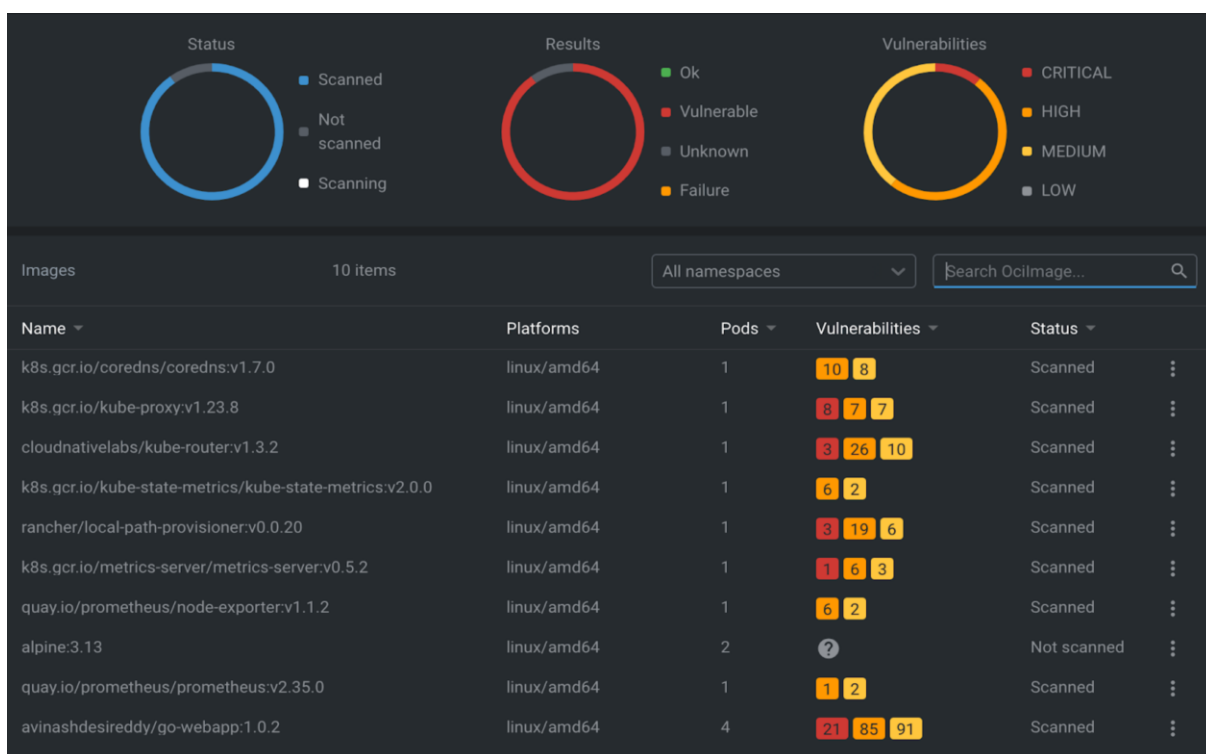 Status
Scanned
Not
scanned
Scanning
Results
Ok
Vulnerable
Unknown
Failure
Vulnerabilities
CRITICAL
HIGH
MEDIUM
LOW
Images 10 items All namespaces Search OciImage...
Name Platforms Pods Vulnerabilities Status
k8s.gcr.io/coredns/coredns:v1.7.0 linux/amd64 1 10 8 Scanned
k8s.gcr.io/kube-proxy:v1.23.8 linux/amd64 1 8 7 7 Scanned
cloudnativelabs/kube-router:v1.3.2 linux/amd64 1 3 26 10 Scanned
k8s.gcr.io/kube-state-metrics/kube-state-metrics:v2.0.0 linux/amd64 1 6 2 Scanned
rancher/local-path-provisioner:v0.0.20 linux/amd64 1 3 19 6 Scanned
k8s.gcr.io/metrics-server/metrics-server:v0.5.2 linux/amd64 1 1 6 3 Scanned
quay.io/prometheus/node-exporter:v1.1.2 linux/amd64 1 6 2 Scanned
alpine:3.13 linux/amd64 2 ? Not scanned
quay.io/prometheus/prometheus:v2.35.0 linux/amd64 1 1 2 Scanned
avinashdesireddy/go-webapp:1.0.2 linux/amd64 4 21 85 91 Scanned